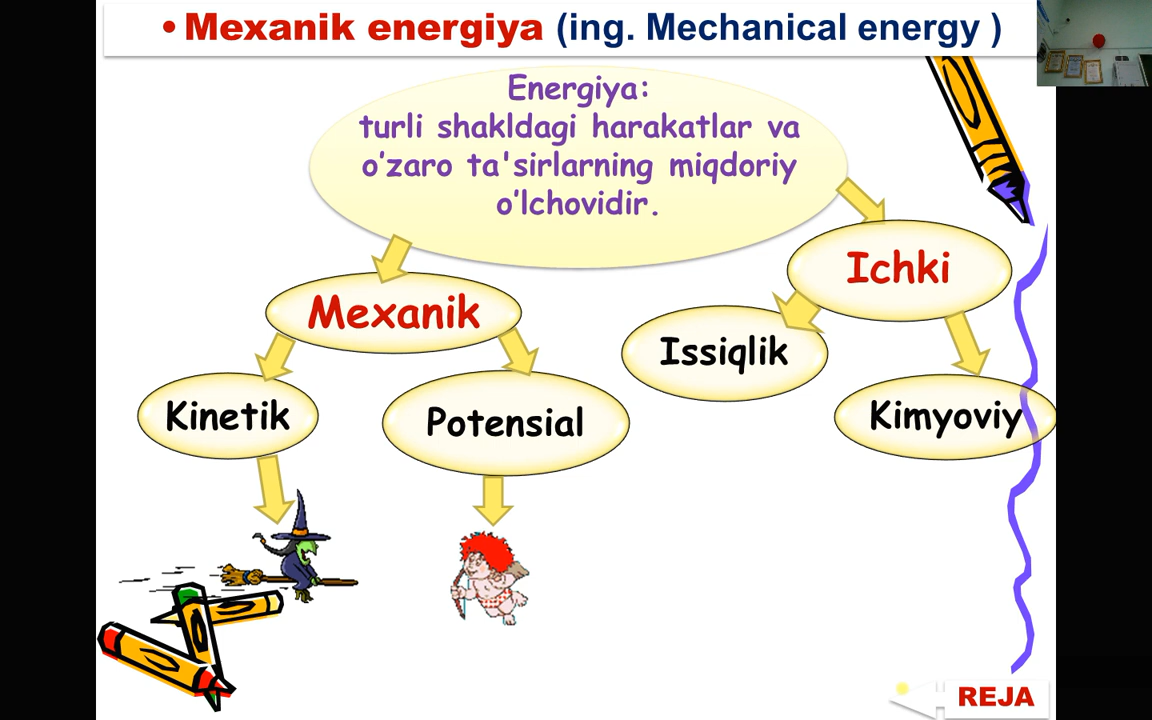 • Mexanik energiya (ing. Mechanical energy )
Energiya:
turli shakldagi harakatlar va
o’zaro ta'sirlarning miqdoriy
o’lchovidir.
Ichki
Mexanik
Issiqlik
Kinetik
Potensial
Kimyoviy
REJA